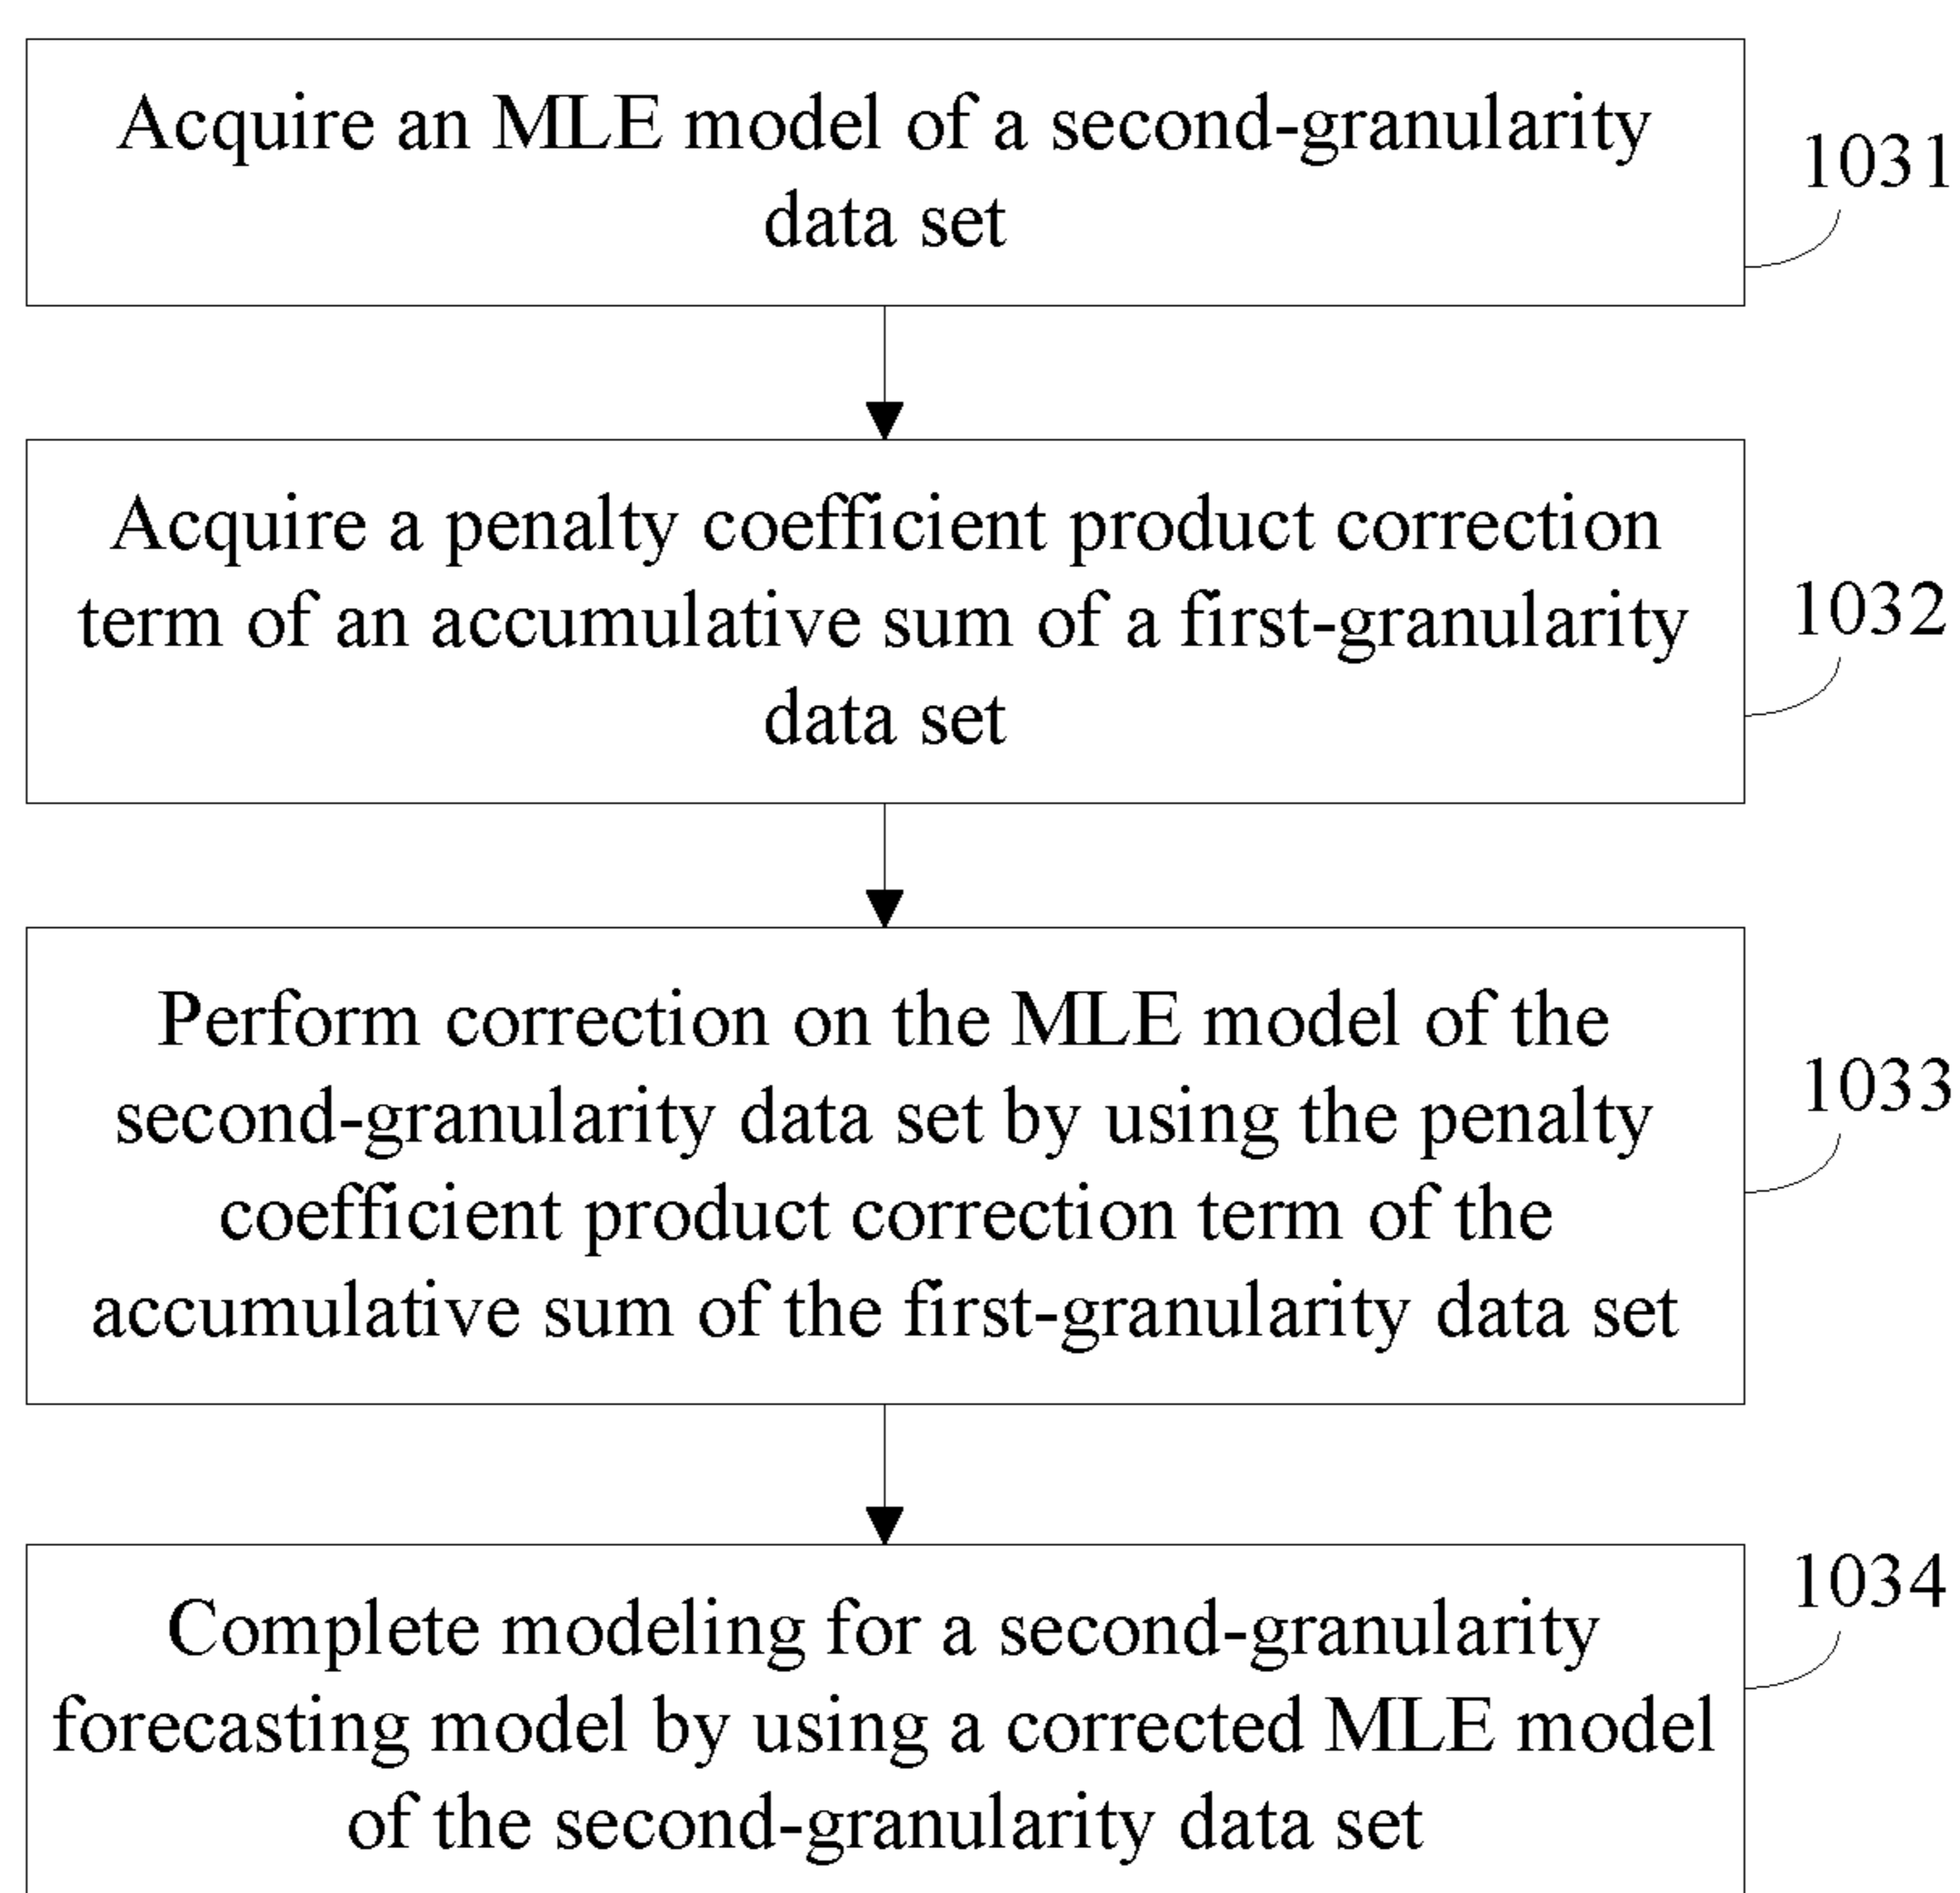 Acquire an MLE model of a second-granularity
data set
1031
Acquire a penalty coefficient product correction
term of an accumulative sum of a first-granularity
data set
1032
Perform correction on the MLE model of the
second-granularity data set by using the penalty
coefficient product correction term of the
accumulative sum of the first-granularity data set
1033
Complete modeling for a second-granularity
forecasting model by using a corrected MLE model
of the second-granularity data set
1034